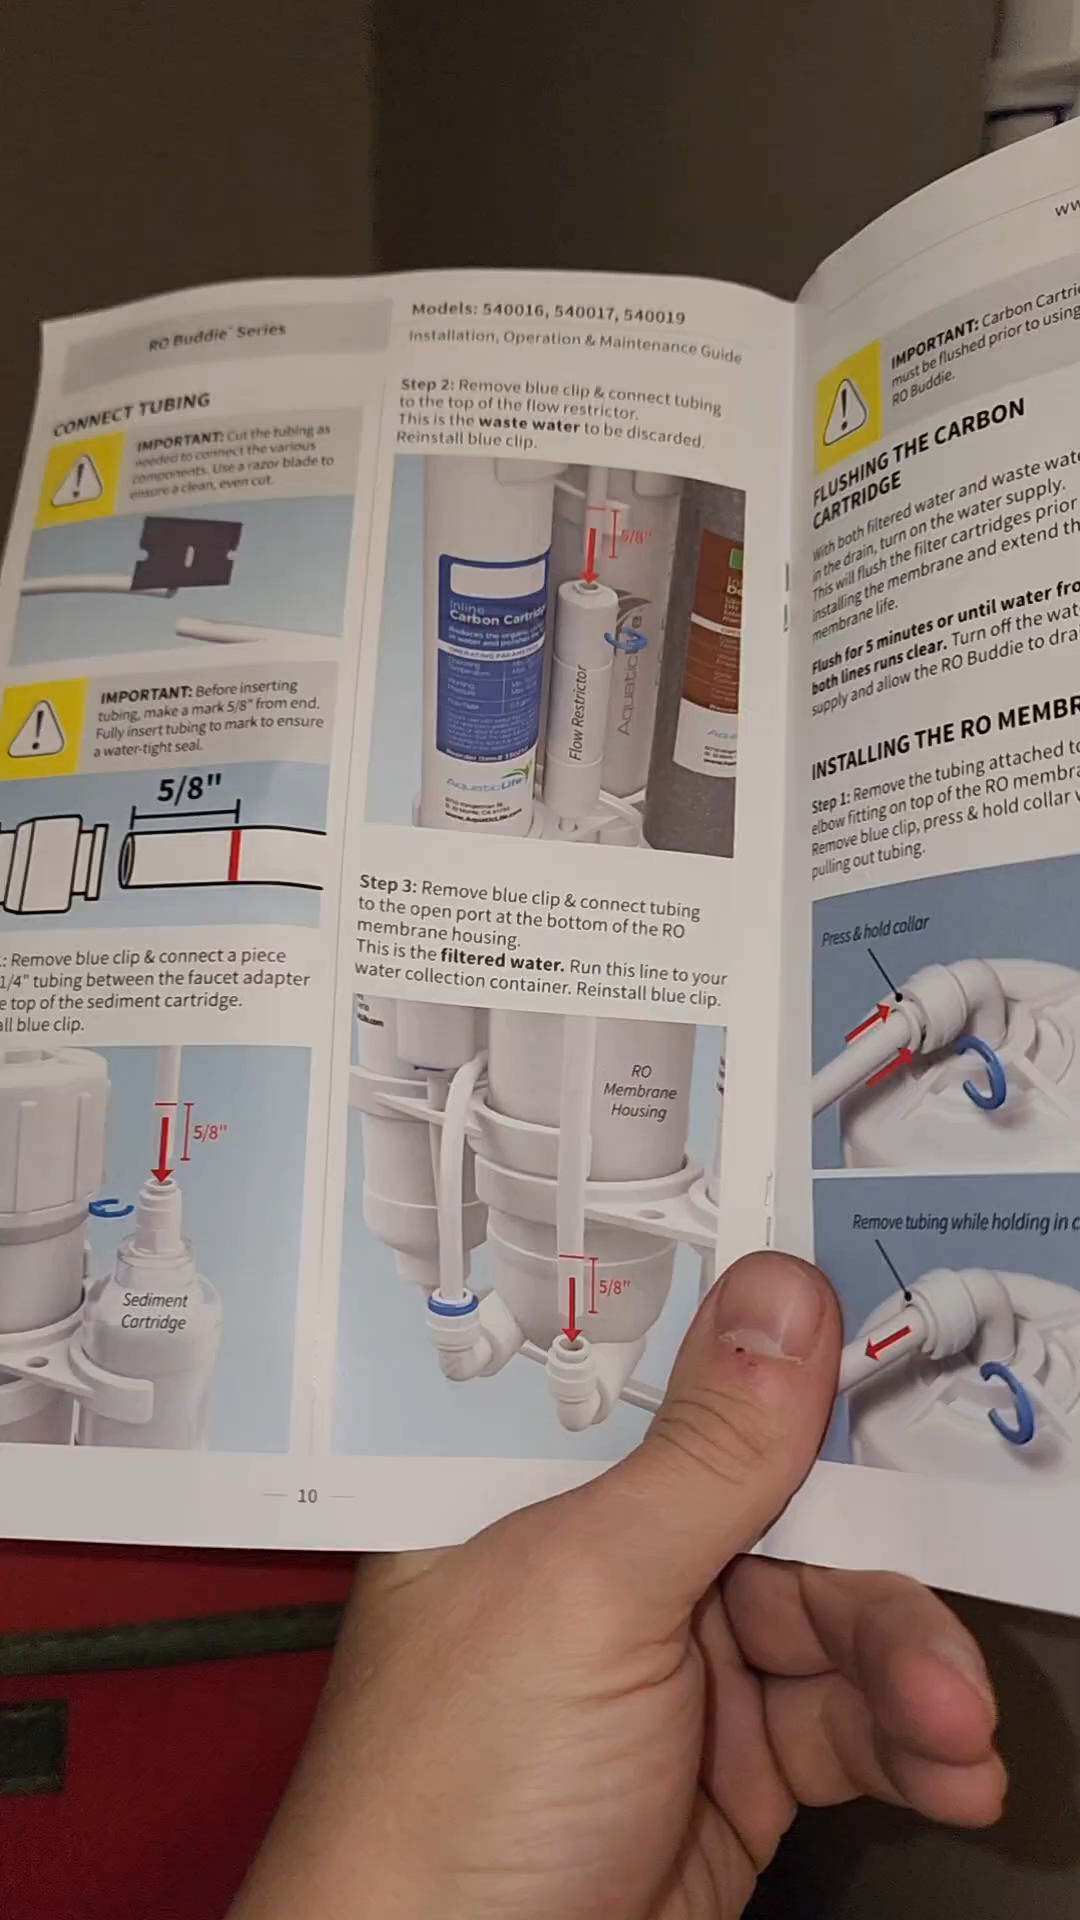 RO Buddie™ Series
CONNECT TUBING
IMPORTANT: Cut the tubing as
needed to connect the various
components. Use a razor blade to
ensure a clean, even cut.
IMPORTANT: Before inserting
tubing, make a mark 5/8" from end.
Fully insert tubing to mark to ensure
a water-tight seal.
5/8"
: Remove blue clip & connect a piece
1/4" tubing between the faucet adapter
e top of the sediment cartridge.
all blue clip.
5/8"
Sediment
Cartridge
10
Models: 540016, 540017, 540019
Installation, Operation & Maintenance Guide
Step 2: Remove blue clip & connect tubing
to the top of the flow restrictor.
This is the waste water to be discarded.
Reinstall blue clip.
5/8"
Inline
Carbon Cartridge
AquaticLife
www.AquaticLife.com
Flow Restrictor
AquaticLife
Step 3: Remove blue clip & connect tubing
to the open port at the bottom of the RO
membrane housing.
This is the filtered water. Run this line to your
water collection container. Reinstall blue clip.
RO
Membrane
Housing
5/8"
ww
IMPORTANT: Carbon Cartri
must be flushed prior to using
RO Buddie.
FLUSHING THE CARBON
CARTRIDGE
With both filtered water and waste wat
in the drain, turn on the water supply.
This will flush the filter cartridges prior
installing the membrane and extend th
membrane life.
Flush for 5 minutes or until water fro
both lines runs clear. Turn off the wat
supply and allow the RO Buddie to dra
INSTALLING THE RO MEMBR
Step 1: Remove the tubing attached to
elbow fitting on top of the RO membra
Remove blue clip, press & hold collar w
pulling out tubing.
Press & hold collar
Remove tubing while holding in c